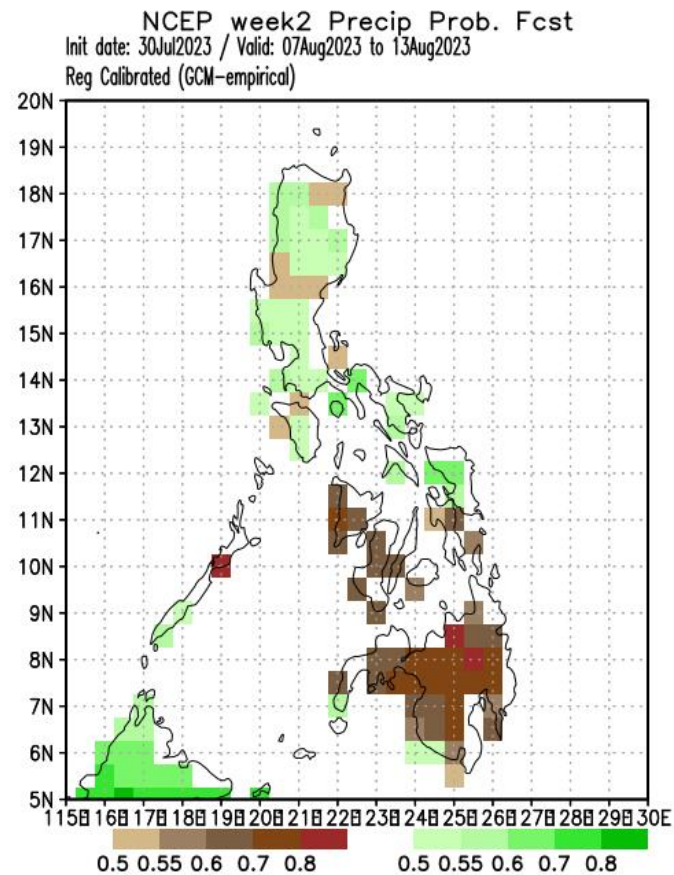 NCEP week2 Precip Prob. Fcst
Init date: 30Jul2023 / Valid: 07Aug2023 to 13Aug2023
Reg Calibrated (GCM-empirical)
20N
19N
18N
17N
16N
15N
14N
13N
12N
11N
10N
9N
8N
7N
6N
5N
115E 116E 117E 118E 119E 120E 121E 122E 123E 124E 125E 126E 127E 128E 129E 130E
0.5 0.55 0.6 0.7 0.8 0.5 0.55 0.6 0.7 0.8